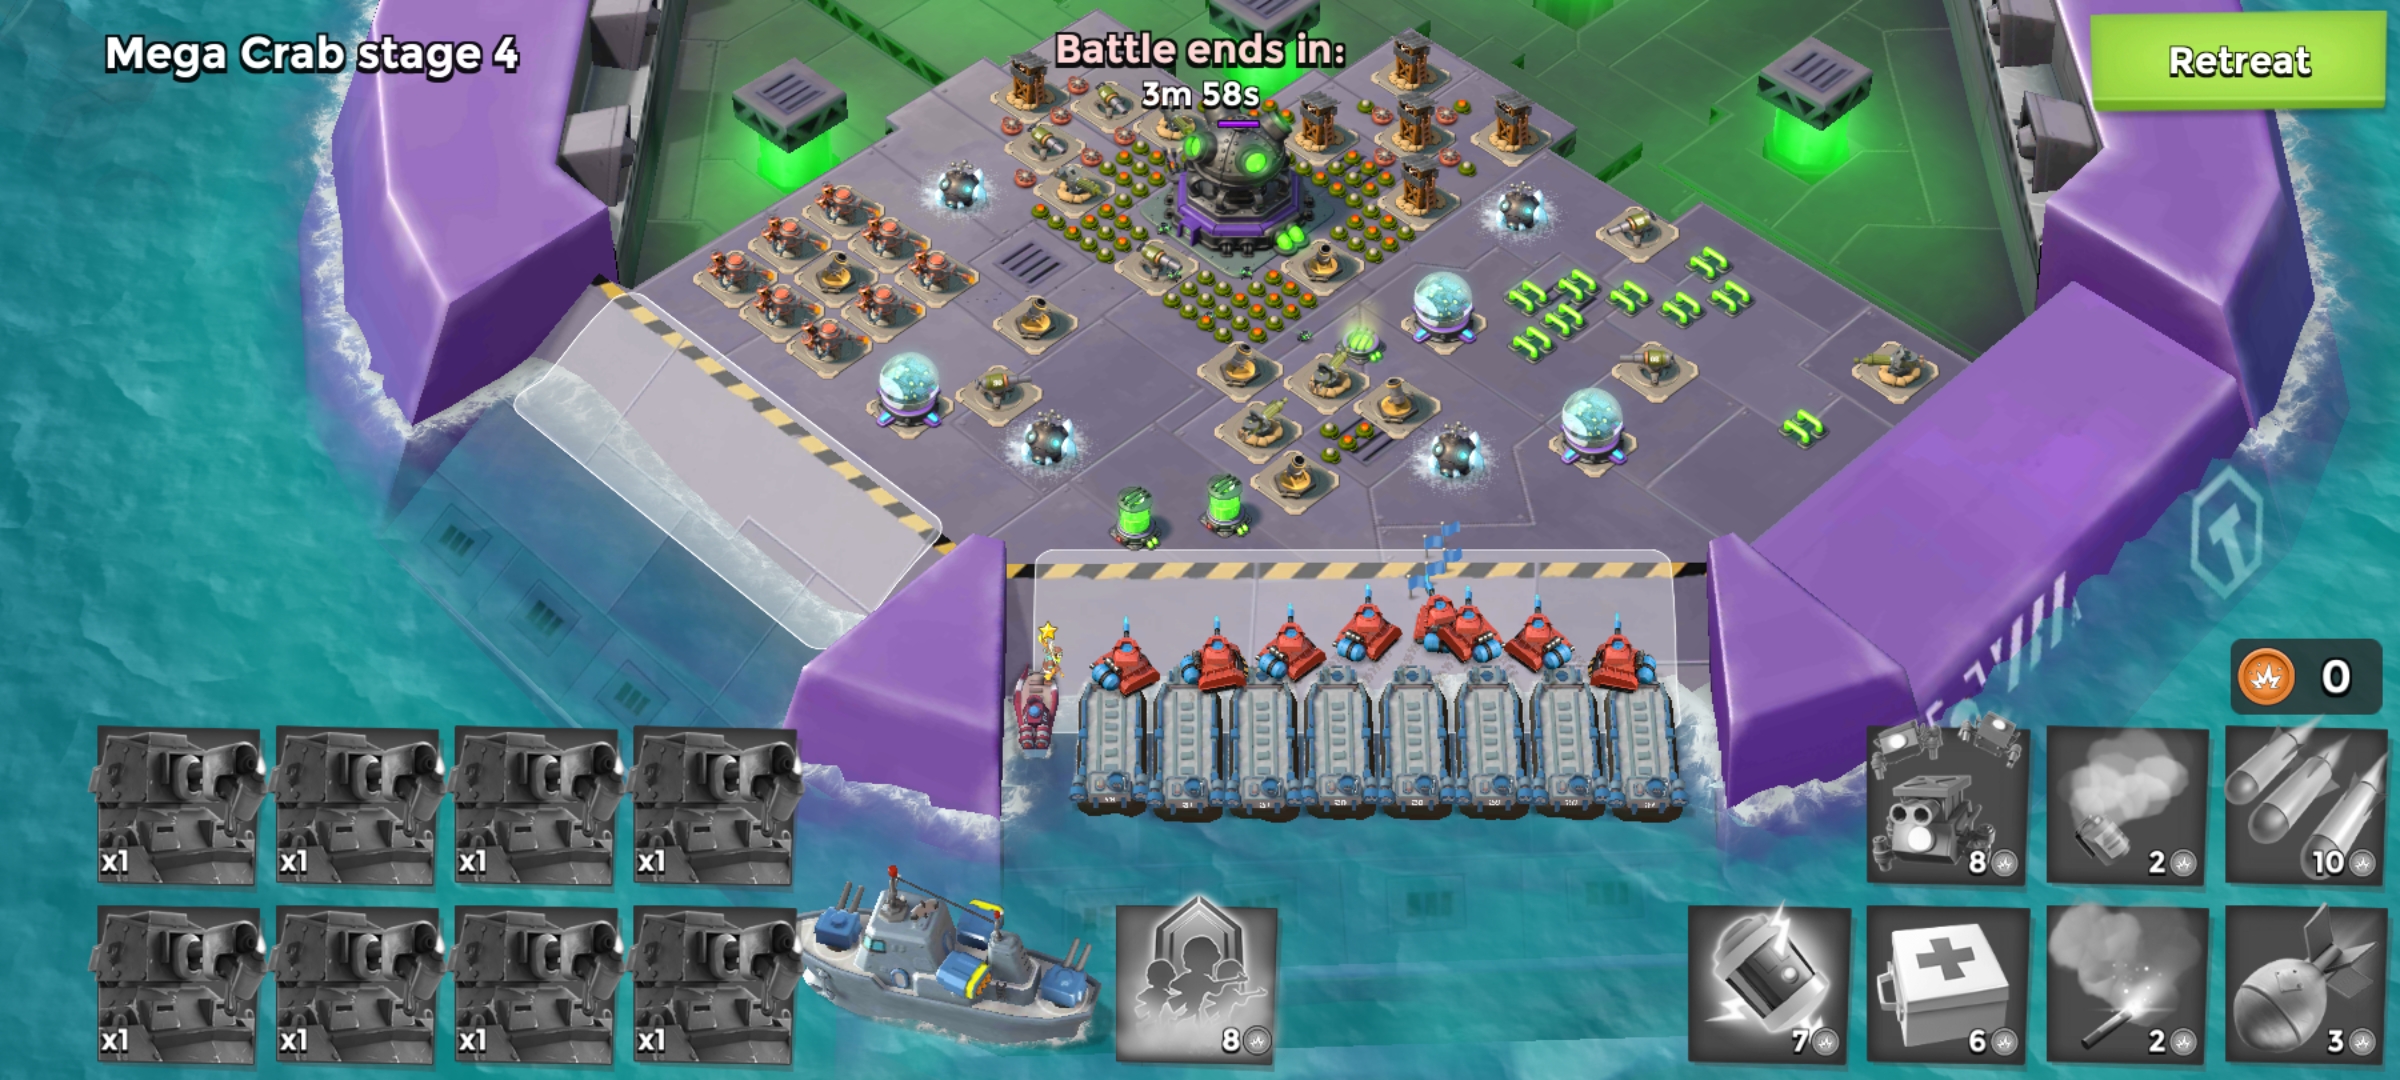 Mega Crab stage 4
Battle ends in:
3m 58s
Retreat
0
x1
x1
x1
x1
8
2
10
x1
x1
x1
x1
8
7
6
2
3